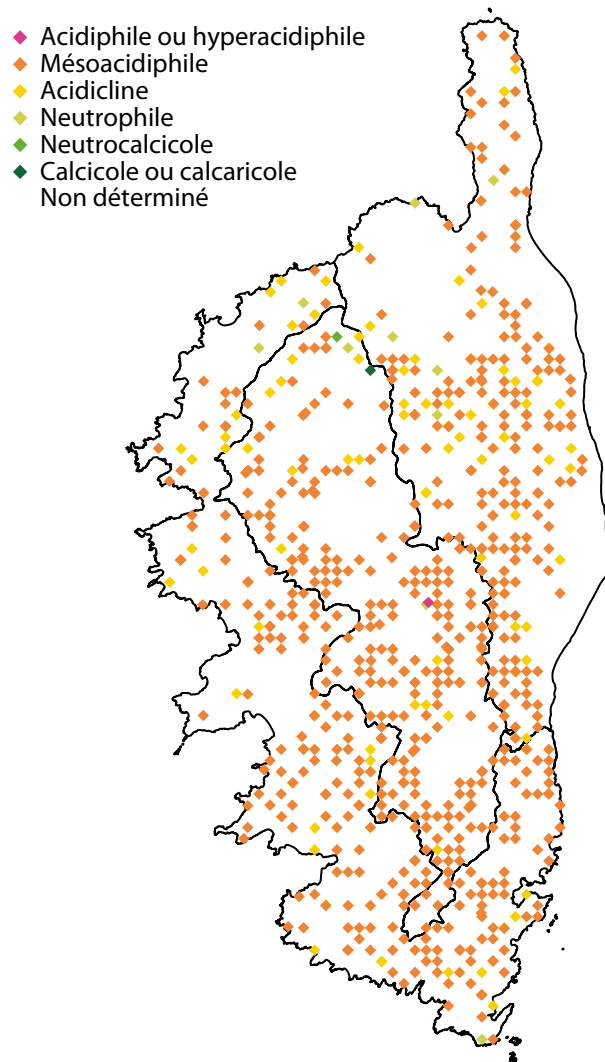 Acidiphile ou hyperacidiphile
Mésoacidiphile
Acidicline
Neutrophile
Neutrocalcicole
Calcicole ou calcaricole
Non déterminé